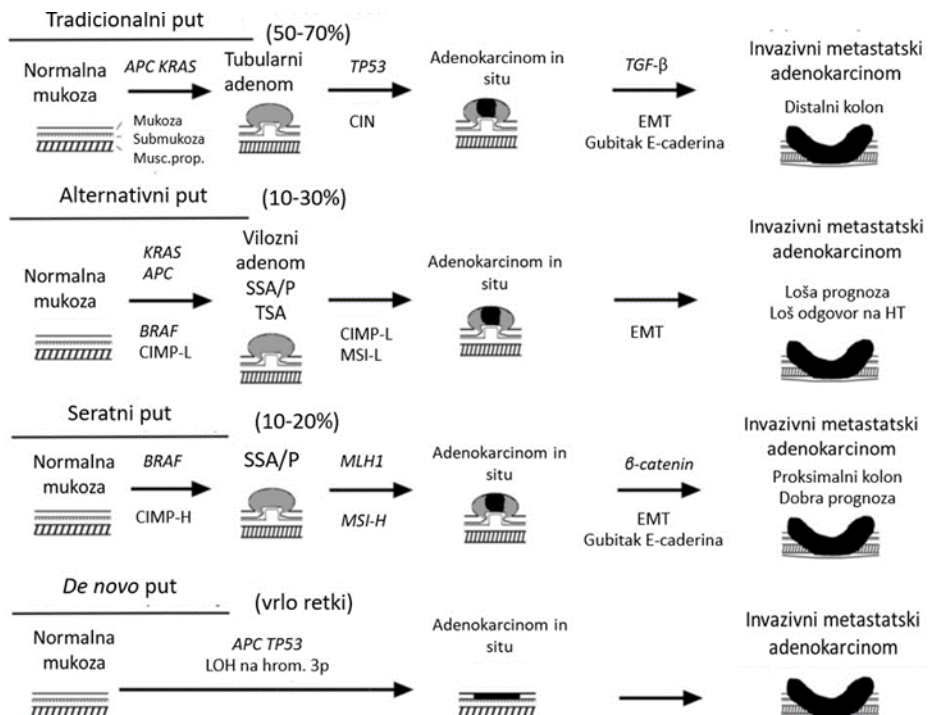 Tradicionalni put
(50-70%)
Normalna
mukoza
APC KRAS
Tubularni
adenom
TP53
CIN
Adenokarcinom in
situ
TGF-β
EMT
Gubitak E-caderina
Invazivni metastatski
adenokarcinom
Distalni kolon
Mukoza
Submukoza
Musc.prop.
Alternativni put
(10-30%)
Normalna
mukoza
KRAS
APC
BRAF
CIMP-L
Vilozni
adenom
SSA/P
TSA
CIMP-L
MSI-L
Adenokarcinom in
situ
EMT
Invazivni metastatski
adenokarcinom
Loša prognoza
Loš odgovor na HT
Seratni put
(10-20%)
Normalna
mukoza
BRAF
CIMP-H
SSA/P
MLH1
MSI-H
Adenokarcinom in
situ
β-catenin
EMT
Gubitak E-caderina
Invazivni metastatski
adenokarcinom
Proksimalni kolon
Dobra prognoza
De novo put
(vrlo retki)
Normalna
mukoza
APC TP53
LOH na hrom. 3p
Adenokarcinom in
situ
Invazivni metastatski
adenokarcinom